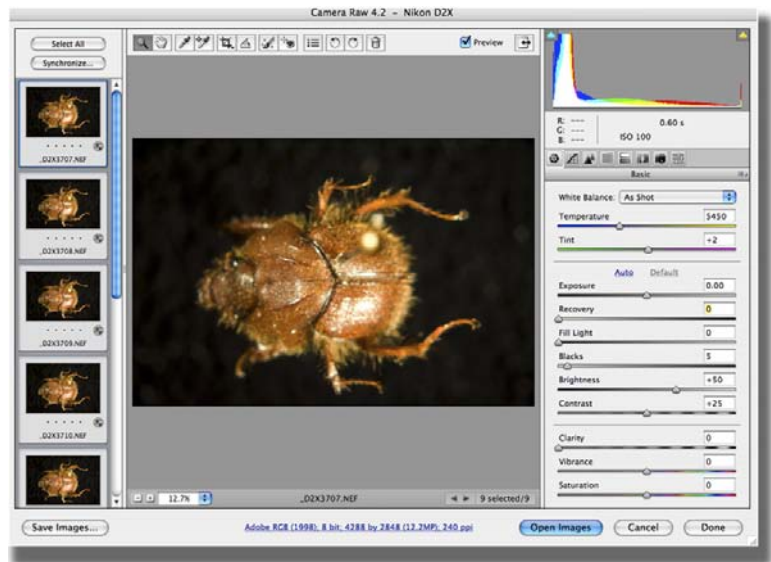 Camera Raw 4.2 – Nikon D2X
Select All
Synchronize...
_D2X3707.NEF
_D2X3708.NEF
_D2X3709.NEF
_D2X3710.NEF
Preview
R: ---
G: ---
B: ---
0.60 s
ISO 100
Basic
White Balance: As Shot
Temperature 5450
Tint +2
Auto Default
Exposure 0.00
Recovery 0
Fill Light 0
Blacks 5
Brightness +50
Contrast +25
Clarity 0
Vibrance 0
Saturation 0
12.7% _D2X3707.NEF 9 selected/9
Save Images... Adobe RGB (1998); 8 bit; 4288 by 2848 (12.2MP); 240 ppi Open Images Cancel Done